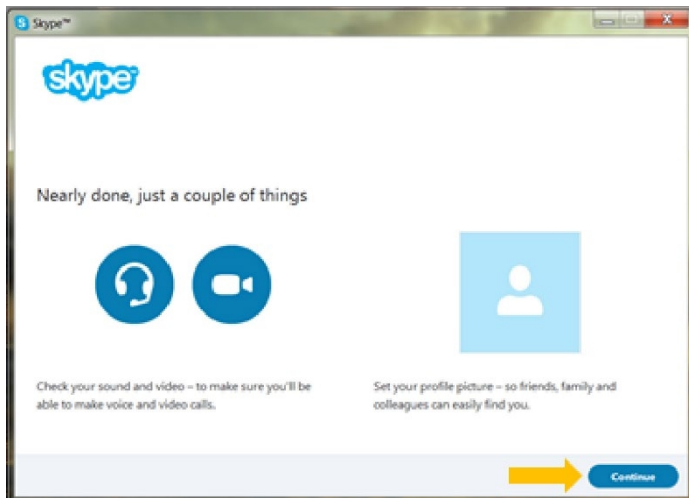 Skype™
skype™
Nearly done, just a couple of things
Check your sound and video – to make sure you'll be
able to make voice and video calls.
Set your profile picture – so friends, family and
colleagues can easily find you.
Continue